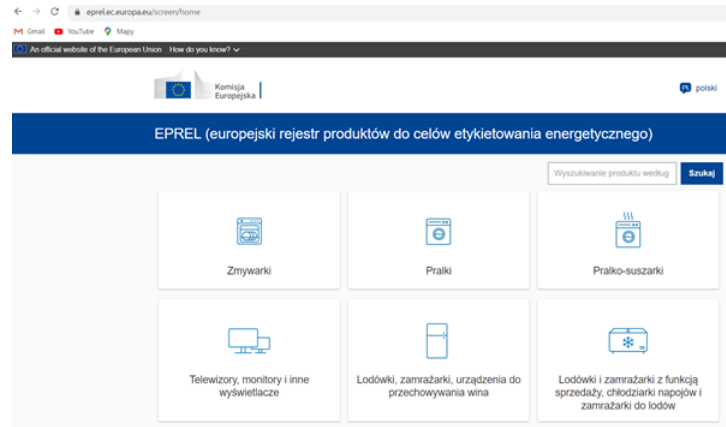 eprel.ec.europa.eu/screen/home
Gmail YouTube Mapy
An official website of the European Union How do you know?
Komisja
Europejska
PL polski
EPREL (europejski rejestr produktów do celów etykietowania energetycznego)
Wyszukiwanie produktu według Szukaj
Zmywarki Pralki Pralko-suszarki
Telewizory, monitory i inne
wyświetlacze
Lodówki, zamrażarki, urządzenia do
przechowywania wina
Lodówki i zamrażarki z funkcją
sprzedaży, chłodziarki napojów i
zamrażarki do lodów